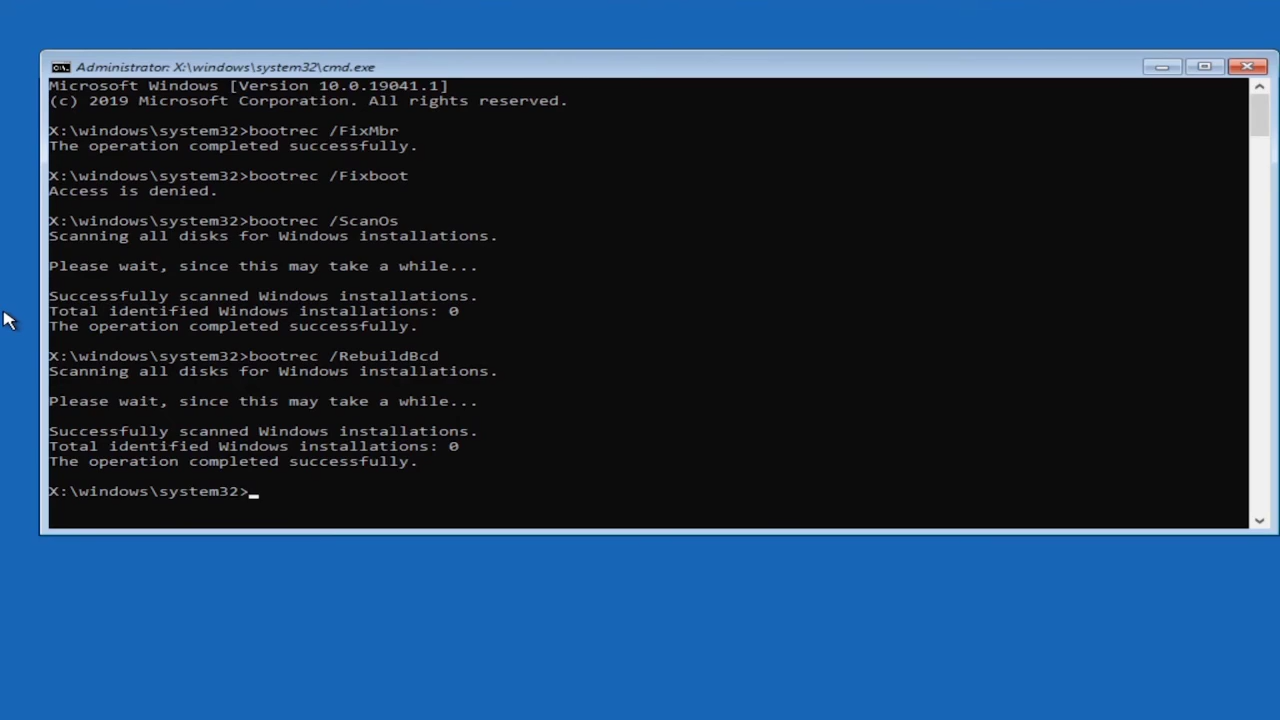 Administrator: X:\windows\system32\cmd.exe
Microsoft Windows [Version 10.0.19041.1]
(c) 2019 Microsoft Corporation. All rights reserved.
X:\windows\system32>bootrec /FixMbr
The operation completed successfully.
X:\windows\system32>bootrec /Fixboot
Access is denied.
X:\windows\system32>bootrec /ScanOs
Scanning all disks for Windows installations.
Please wait, since this may take a while...
Successfully scanned Windows installations.
Total identified Windows installations: 0
The operation completed successfully.
X:\windows\system32>bootrec /RebuildBcd
Scanning all disks for Windows installations.
Please wait, since this may take a while...
Successfully scanned Windows installations.
Total identified Windows installations: 0
The operation completed successfully.
X:\windows\system32>